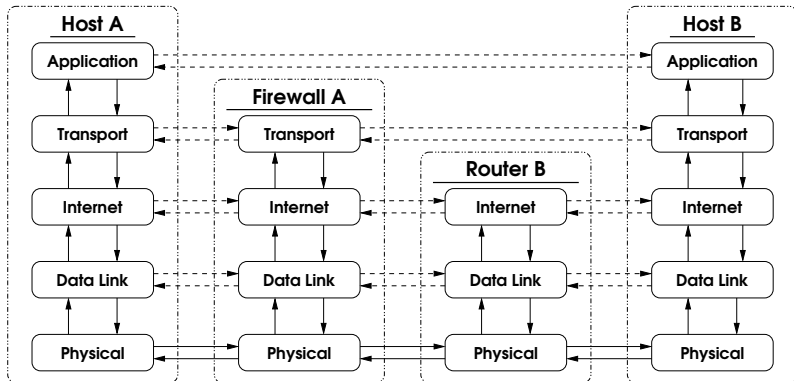 Host A
Application
Transport
Internet
Data Link
Physical
Firewall A
Transport
Internet
Data Link
Physical
Router B
Internet
Data Link
Physical
Host B
Application
Transport
Internet
Data Link
Physical